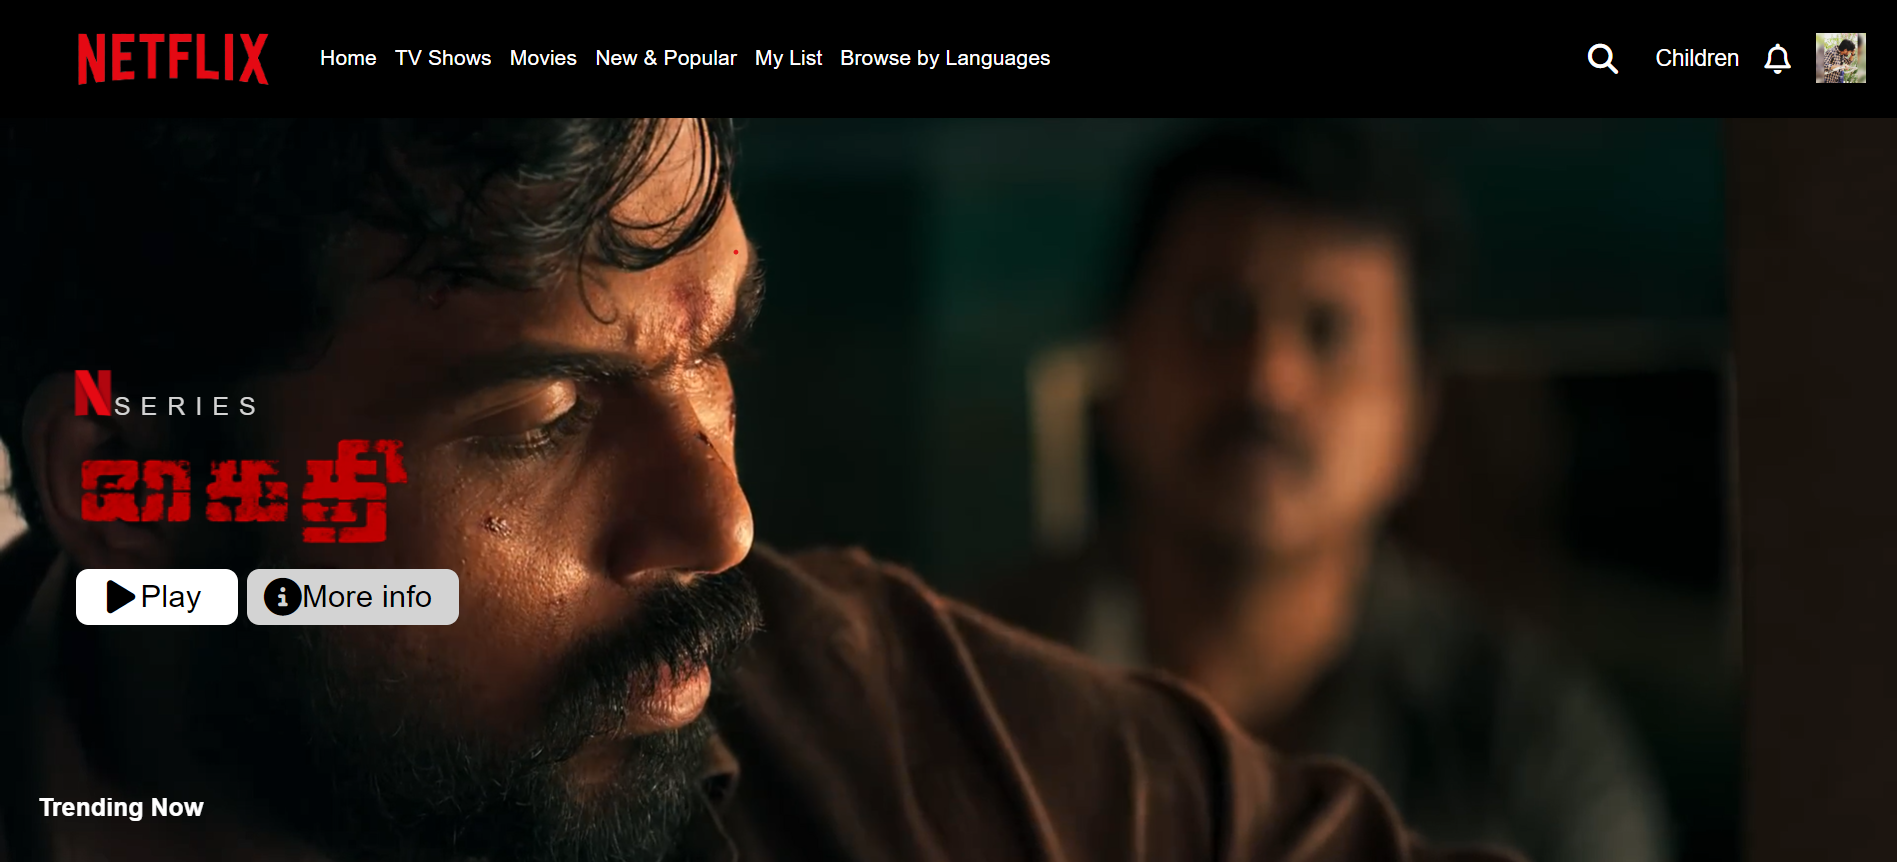 NETFLIX Home TV Shows Movies New & Popular My List Browse by Languages Children
N SERIES
கைதி
Play More info
Trending Now